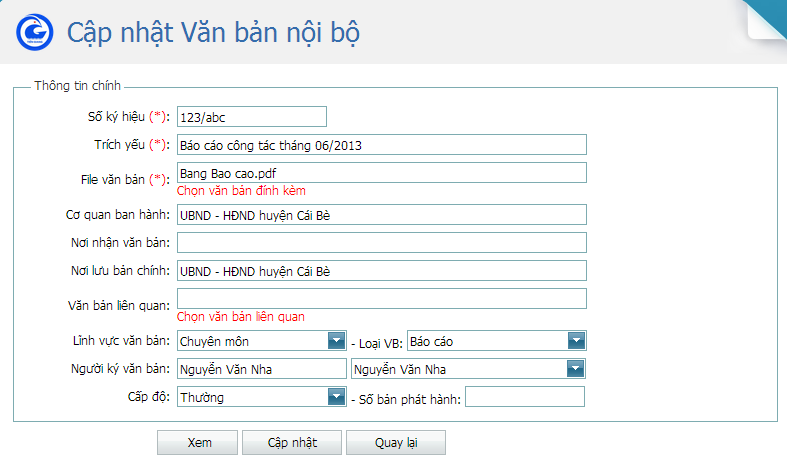 Cập nhật Văn bản nội bộ
Thông tin chính
Số ký hiệu (*): 123/abc
Trích yếu (*): Báo cáo công tác tháng 06/2013
File văn bản (*): Bang Bao cao.pdf
Chọn văn bản đính kèm
Cơ quan ban hành: UBND - HĐND huyện Cái Bè
Nơi nhận văn bản:
Nơi lưu bản chính: UBND - HĐND huyện Cái Bè
Văn bản liên quan:
Chọn văn bản liên quan
Lĩnh vực văn bản: Chuyên môn - Loại VB: Báo cáo
Người ký văn bản: Nguyễn Văn Nha Nguyễn Văn Nha
Cấp độ: Thường - Số bản phát hành:
Xem Cập nhật Quay lại